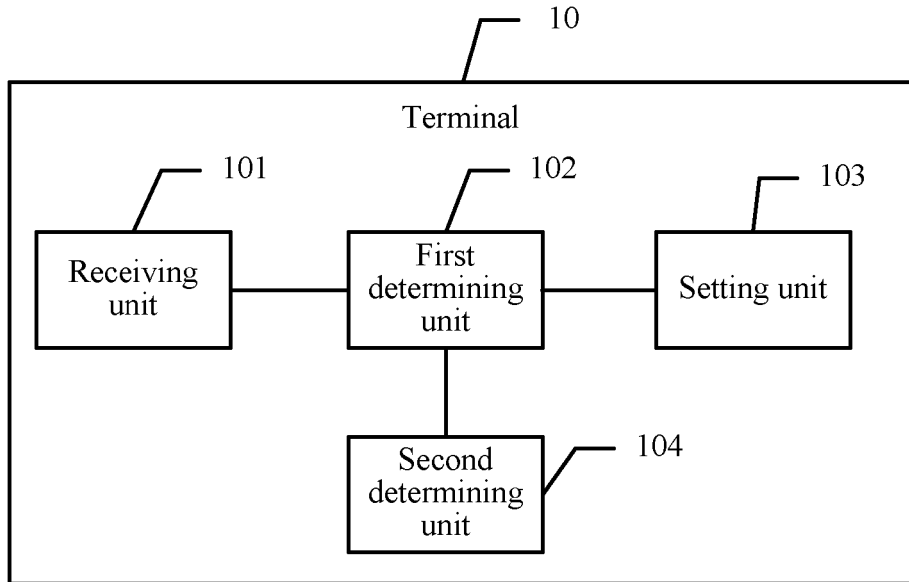 10
Terminal
101
102
103
Receiving
unit
First
determining
unit
Setting unit
Second
determining
unit
104